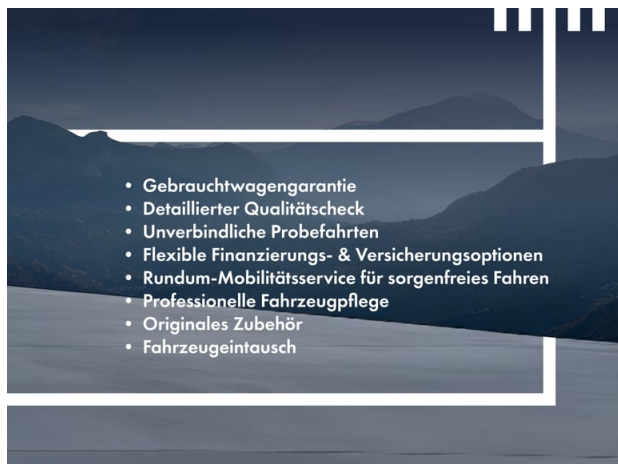 • Gebrauchtwagengarantie
• Detaillierter Qualitätscheck
• Unverbindliche Probefahrten
• Flexible Finanzierungs- & Versicherungsoptionen
• Rundum-Mobilitätsservice für sorgenfreies Fahren
• Professionelle Fahrzeugpflege
• Originales Zubehör
• Fahrzeugeintausch